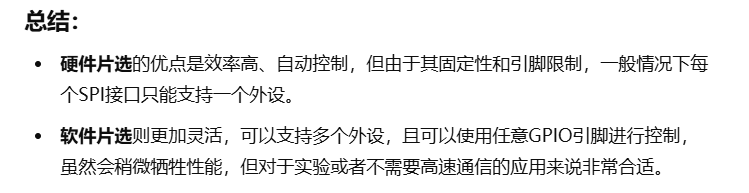 总结：
• 硬件片选的优点是效率高、自动控制，但由于其固定性和引脚限制，一般情况下每
个SPI接口只能支持一个外设。
• 软件片选则更加灵活，可以支持多个外设，且可以使用任意GPIO引脚进行控制，
虽然会稍微牺牲性能，但对于实验或者不需要高速通信的应用来说非常合适。